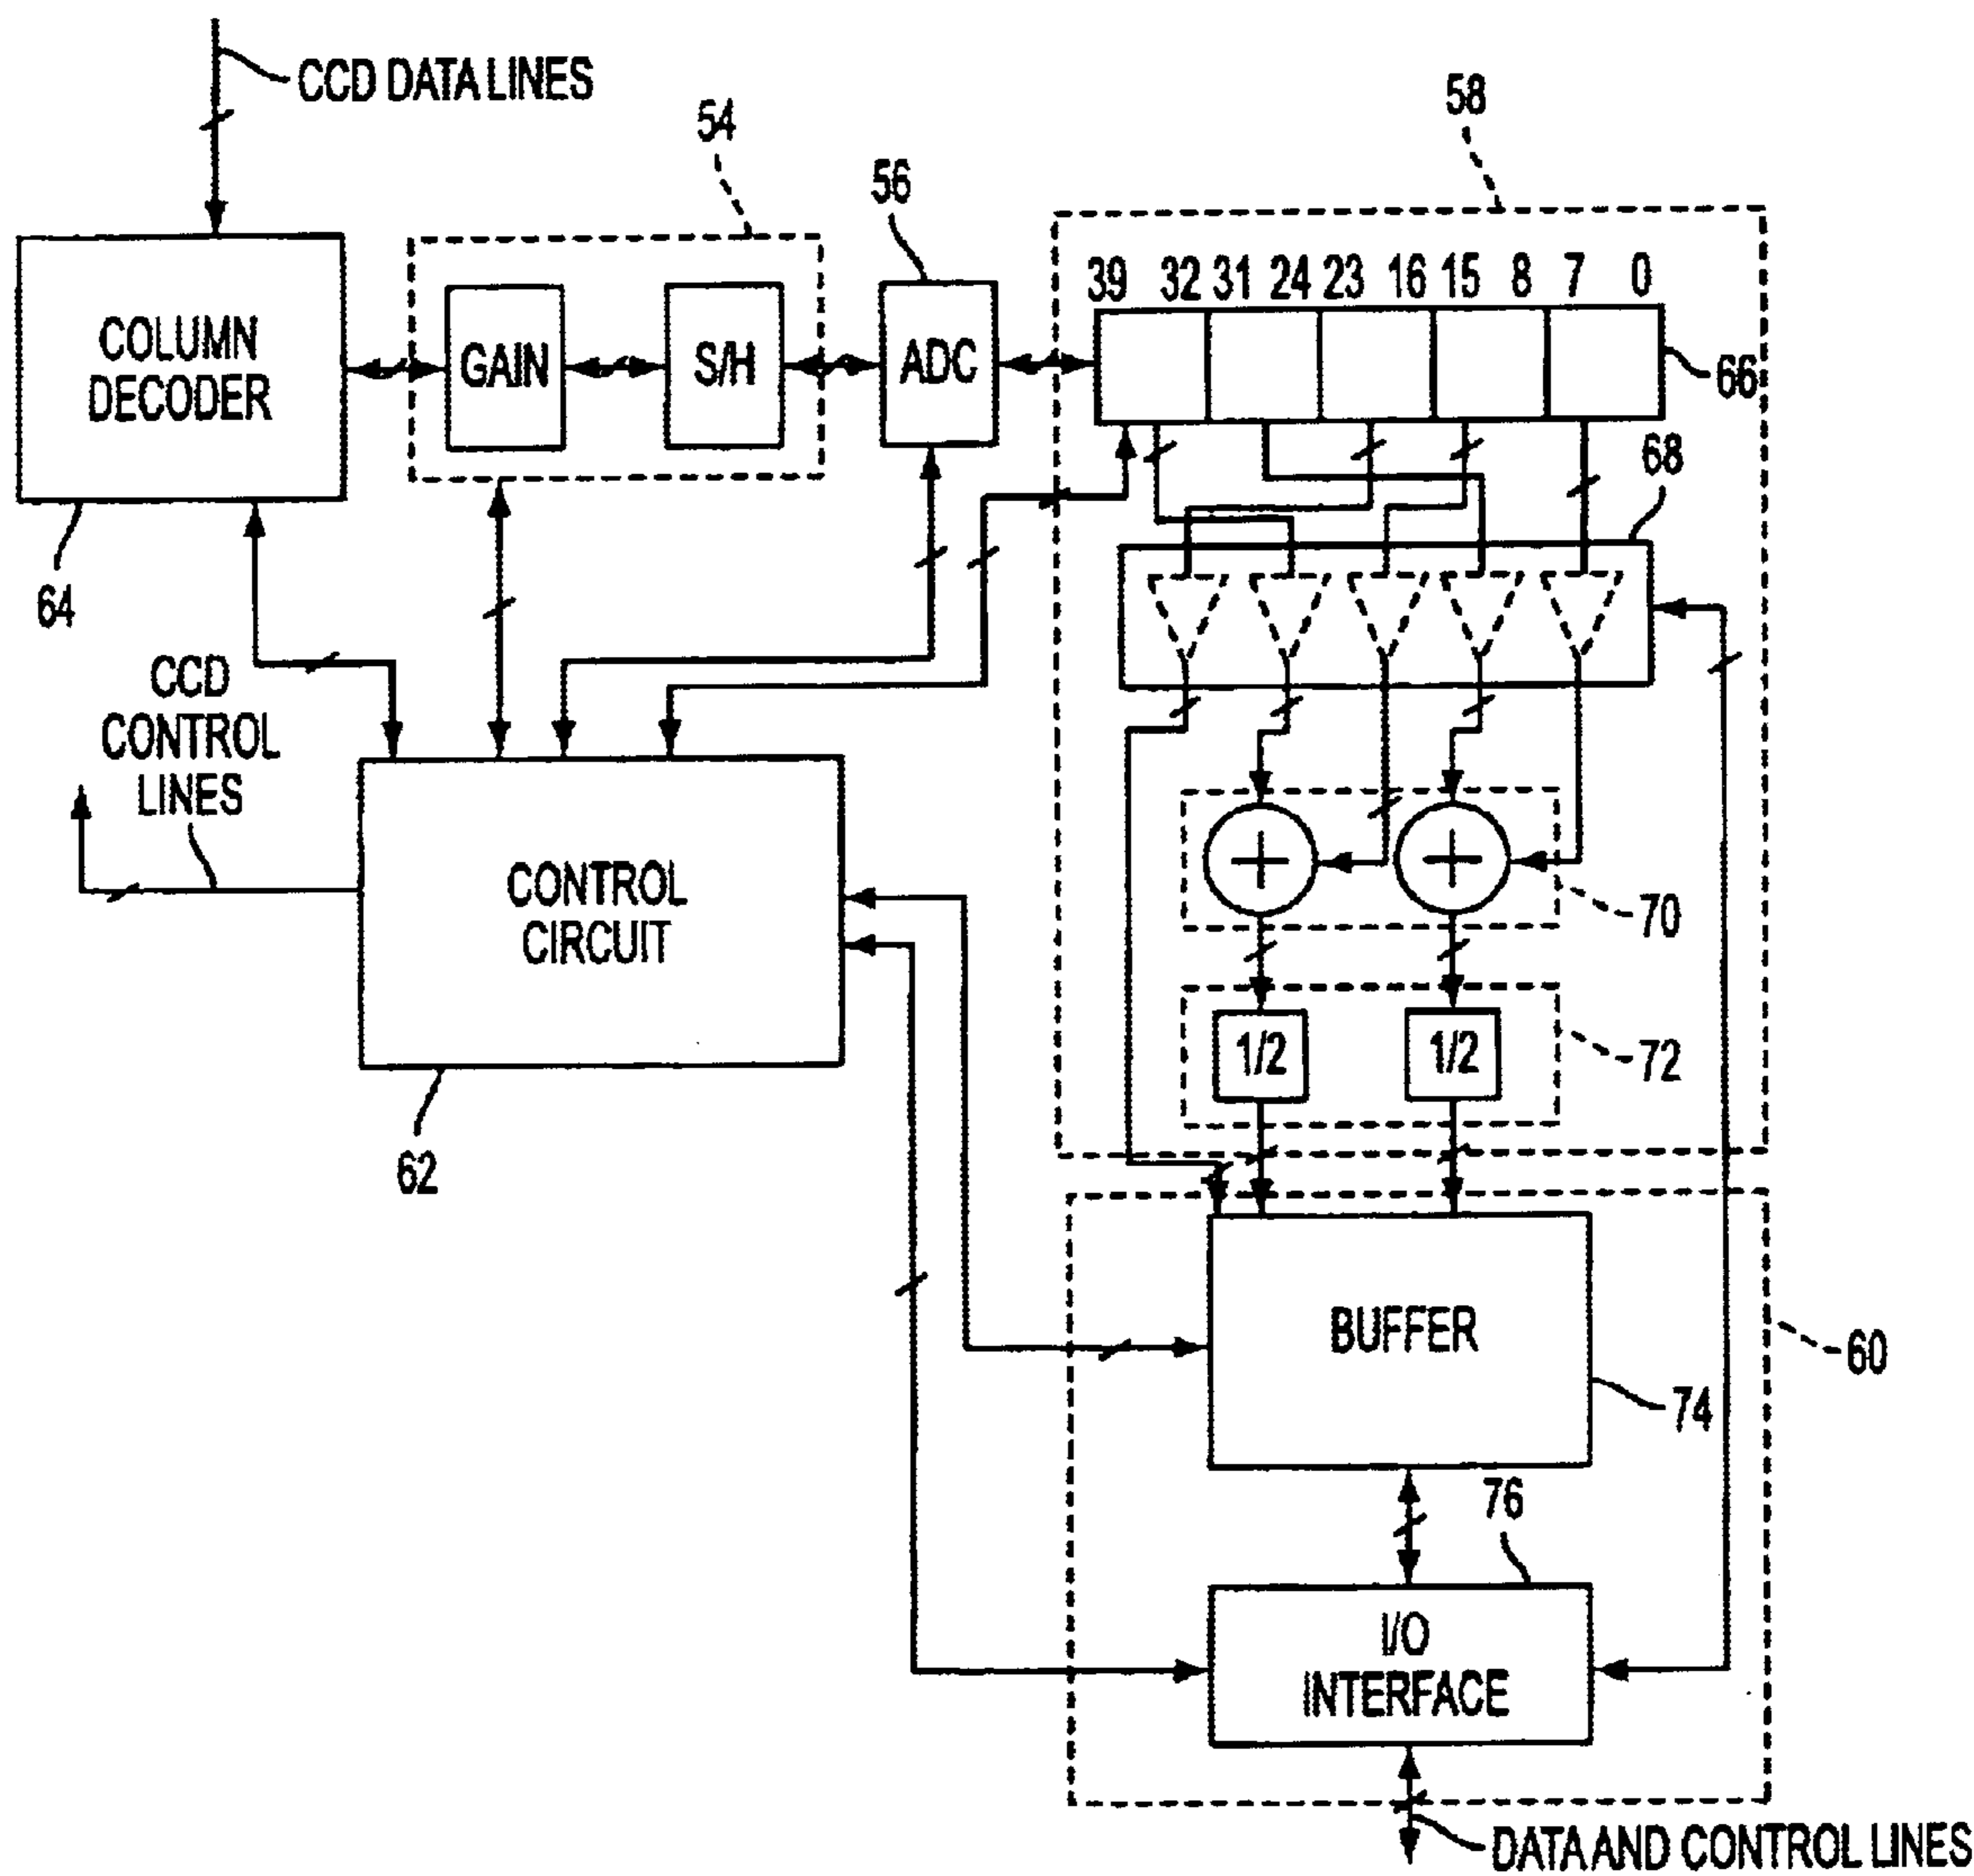 CCD DATA LINES
54
56
58
39 32 31 24 23 16 15 8 7 0
COLUMN
DECODER
GAIN
S/H
ADC
66
68
64
CCD
CONTROL
LINES
+ +
70
CONTROL
CIRCUIT
1/2 1/2
72
62
BUFFER
60
74
76
I/O
INTERFACE
DATA AND CONTROL LINES